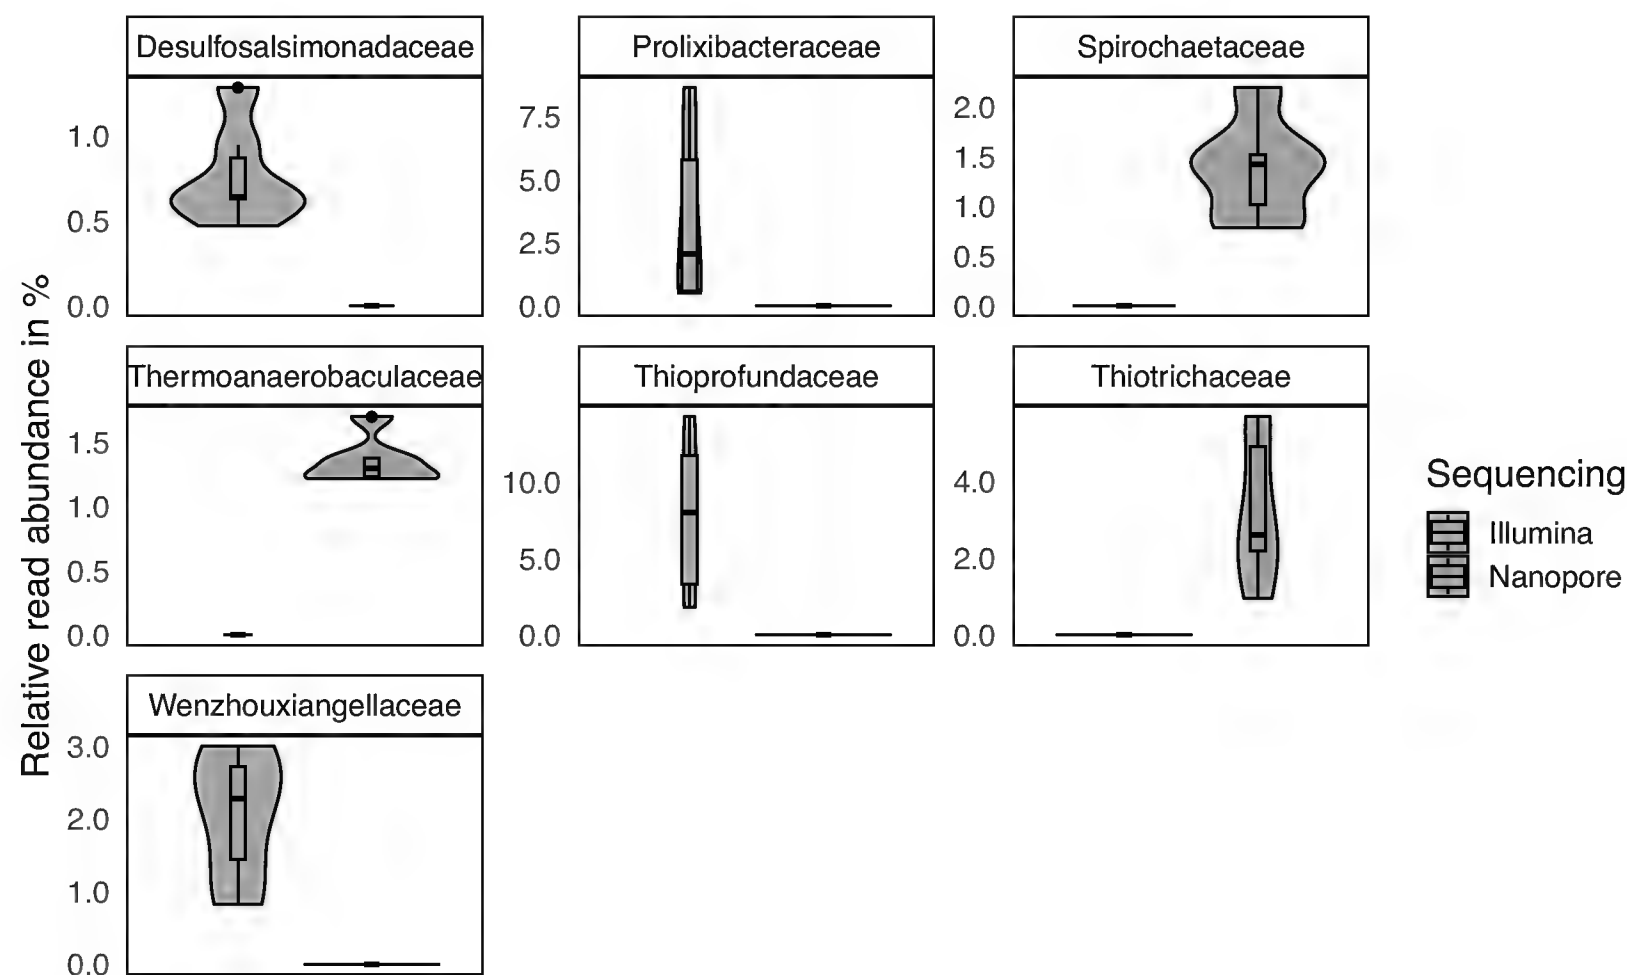 Desulfosalsimonadaceae
Prolixibacteraceae
Spirochaetaceae
1.0
0.5
0.0
7.5
5.0
2.5
0.0
2.0
1.5
1.0
0.5
0.0
Relative read abundance in %
Thermoanaerobaculaceae
Thioprofundaceae
Thiotrichaceae
1.5
1.0
0.5
0.0
10.0
5.0
0.0
4.0
2.0
0.0
Sequencing
Illumina
Nanopore
Wenzhouxiangellaceae
3.0
2.0
1.0
0.0